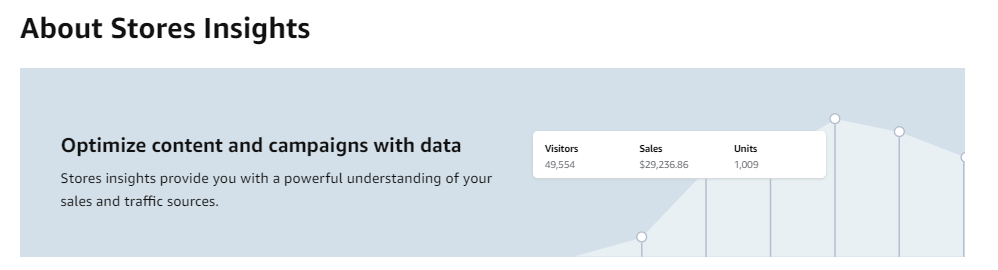 About Stores Insights
Optimize content and campaigns with data
Stores insights provide you with a powerful understanding of your
sales and traffic sources.
Visitors Sales Units
49,554 $29,236.86 1,009